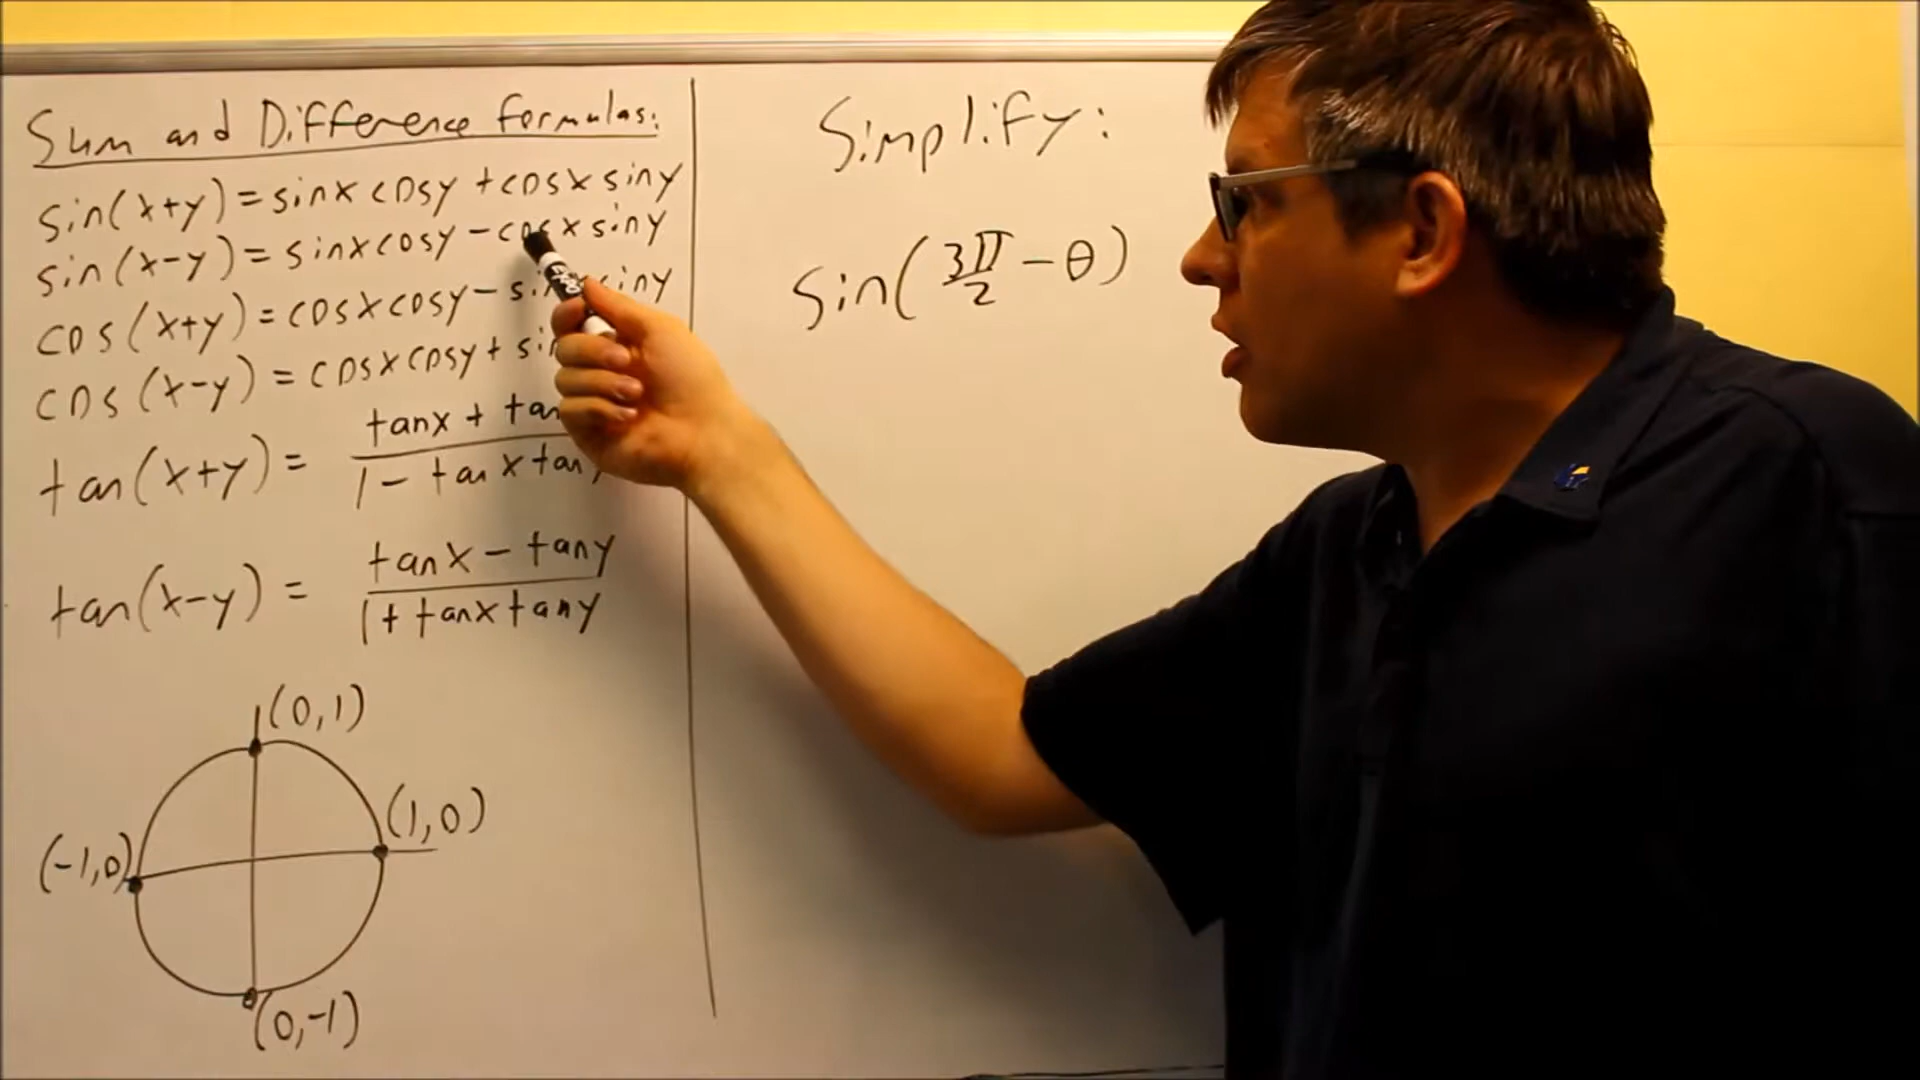 Sum and Difference formulas:
sin(x+y) = sinx cosy + cosx siny
sin(x-y) = sinx cosy - cosx siny
cos(x+y) = cosx cosy - siny
cos(x-y) = cosx cosy +
tan(x+y) = tanx + / 1 - tanx tan
tan(x-y) = tanx - tany / 1 + tanx tany
(0,1)
(1,0)
(-1,0)
(0,-1)
Simplify:
sin(3π/2 - θ)